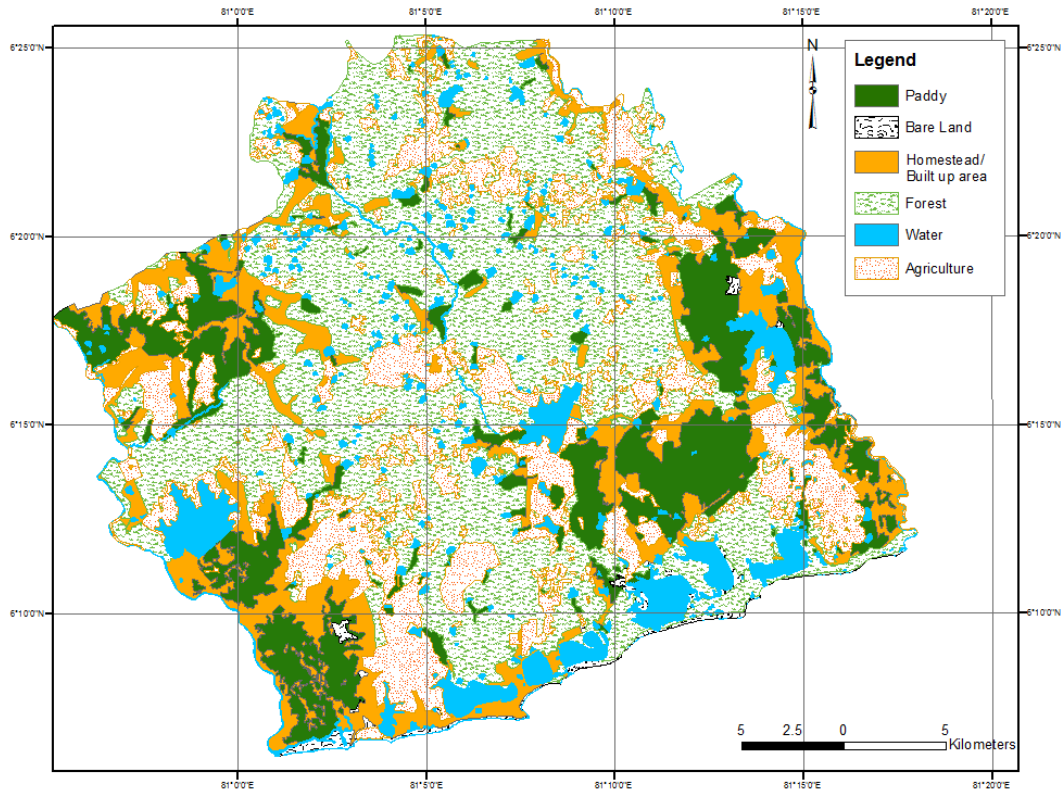 81°0'0"E 81°5'0"E 81°10'0"E 81°15'0"E 81°20'0"E
6°25'0"N 6°25'0"N
N
Legend
Paddy
Bare Land
Homestead/
Built up area
Forest
Water
Agriculture
6°20'0"N 6°20'0"N
6°15'0"N 6°15'0"N
6°10'0"N 6°10'0"N
5 2.5 0 5
Kilometers
81°0'0"E 81°5'0"E 81°10'0"E 81°15'0"E 81°20'0"E